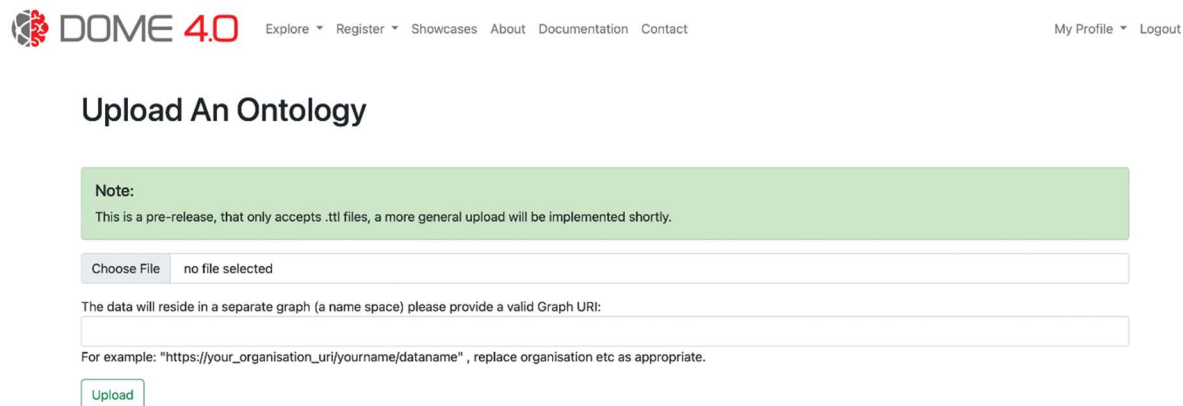 DOME 4.0 Explore Register Showcases About Documentation Contact My Profile Logout
Upload An Ontology
Note:
This is a pre-release, that only accepts .ttl files, a more general upload will be implemented shortly.
Choose File no file selected
The data will reside in a separate graph (a name space) please provide a valid Graph URI:
For example: "https://your_organisation_uri/yourname/dataname" , replace organisation etc as appropriate.
Upload